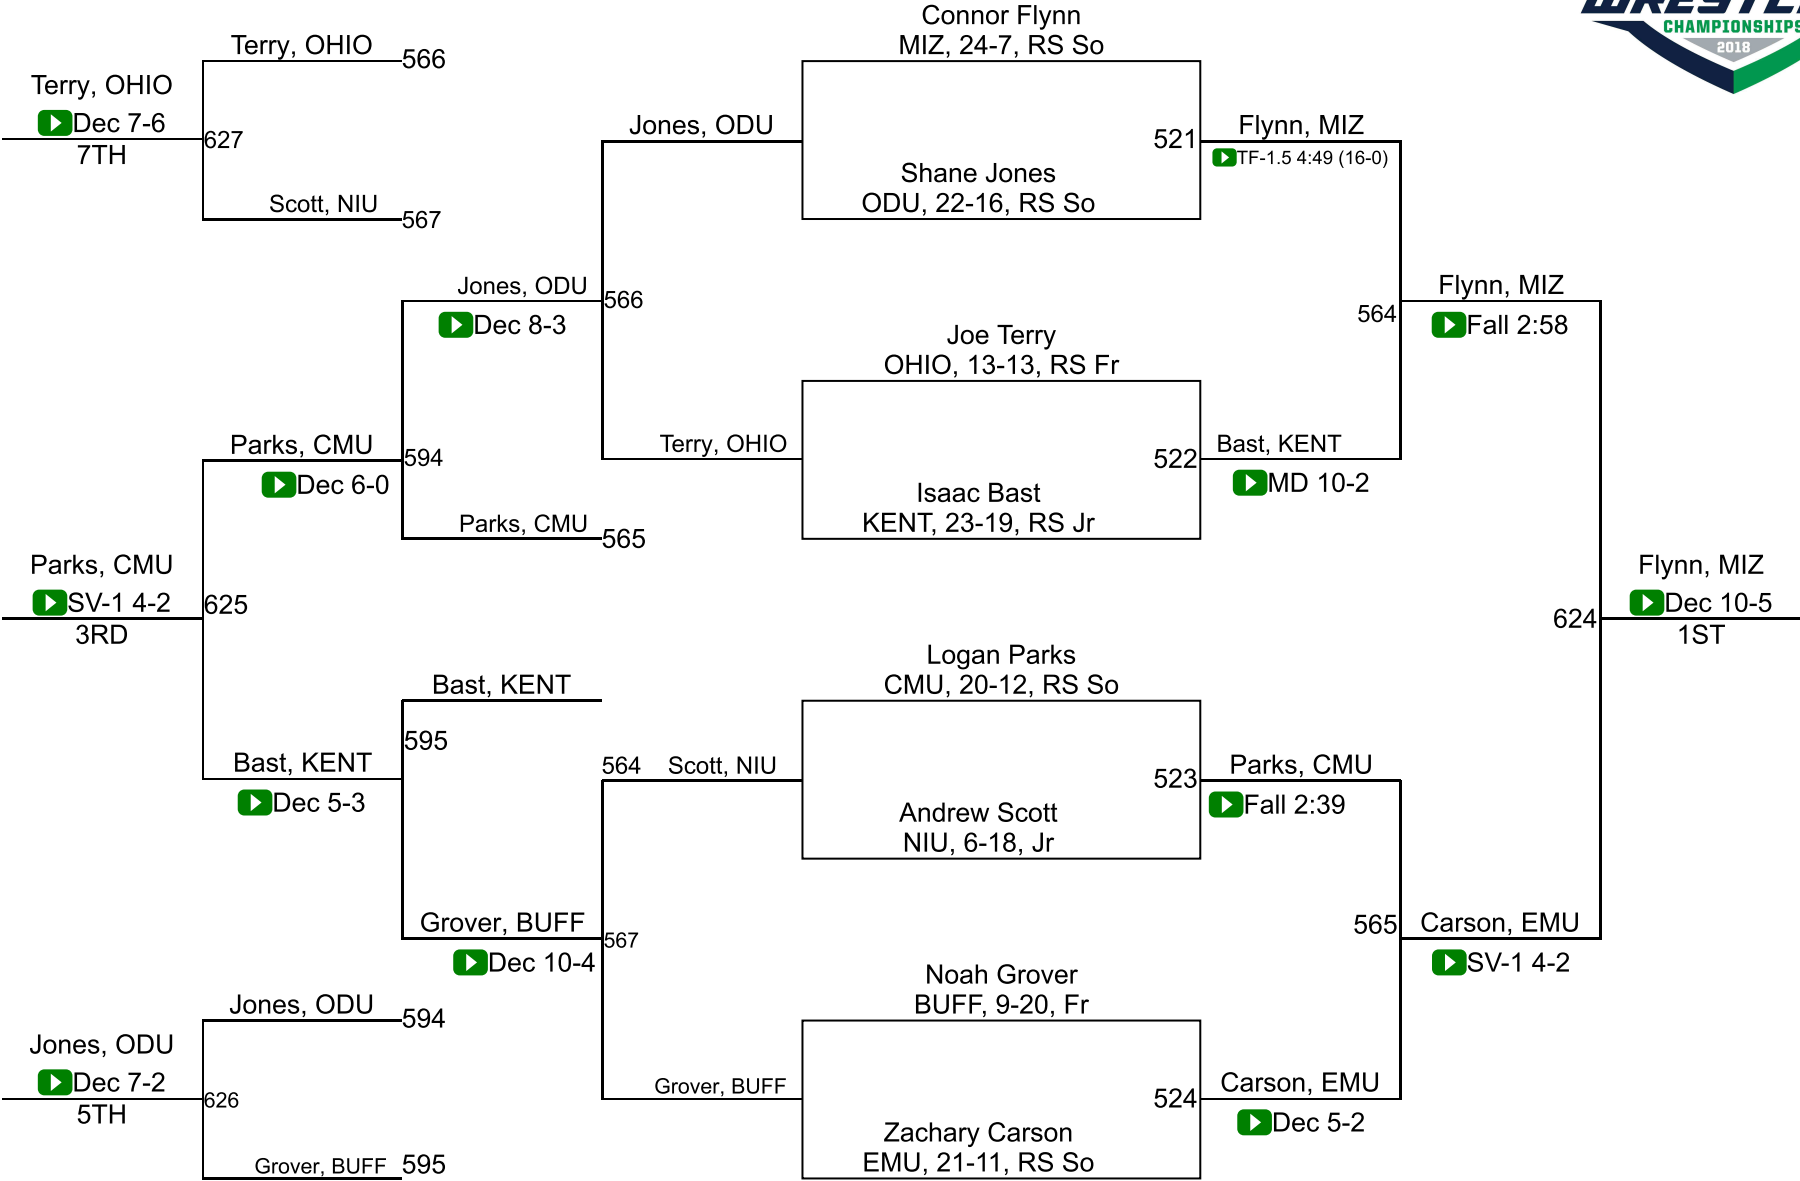 Connor Flynn
MIZ, 24-7, RS So
CHAMPIONSHIPS
2018
Terry, OHIO
566
Terry, OHIO
Dec 7-6
7TH
627
Scott, NIU
567
Jones, ODU
521
Flynn, MIZ
TF-1.5 4:49 (16-0)
Shane Jones
ODU, 22-16, RS So
Jones, ODU
566
Dec 8-3
564
Flynn, MIZ
Fall 2:58
Joe Terry
OHIO, 13-13, RS Fr
Parks, CMU
594
Dec 6-0
Terry, OHIO
522
Bast, KENT
MD 10-2
Isaac Bast
KENT, 23-19, RS Jr
Parks, CMU
565
Parks, CMU
SV-1 4-2
3RD
625
624
Flynn, MIZ
Dec 10-5
1ST
Logan Parks
CMU, 20-12, RS So
Bast, KENT
595
Bast, KENT
Dec 5-3
564
Scott, NIU
523
Parks, CMU
Fall 2:39
Andrew Scott
NIU, 6-18, Jr
Grover, BUFF
567
Dec 10-4
565
Carson, EMU
SV-1 4-2
Noah Grover
BUFF, 9-20, Fr
Jones, ODU
594
Jones, ODU
Dec 7-2
5TH
626
Grover, BUFF
524
Carson, EMU
Dec 5-2
Zachary Carson
EMU, 21-11, RS So
Grover, BUFF
595